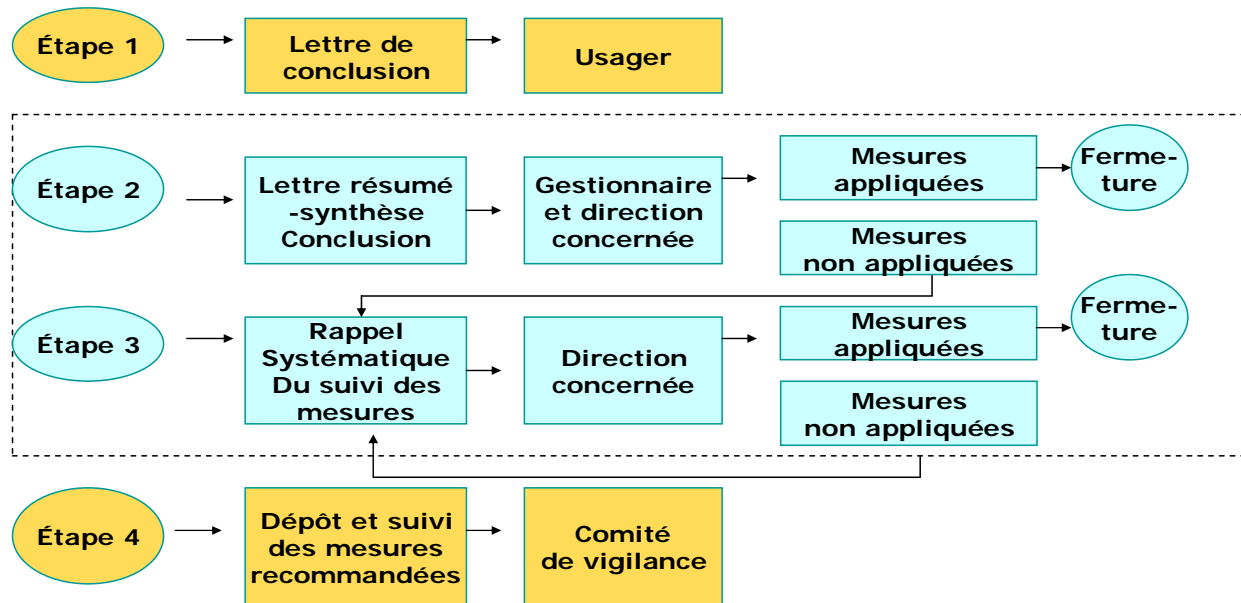 Étape 1
Lettre de
conclusion
Usager
Étape 2
Lettre résumé
-synthèse
Conclusion
Gestionnaire
et direction
concernée
Mesures
appliquées
Ferme-
ture
Mesures
non appliquées
Étape 3
Rappel
Systématique
Du suivi des
mesures
Direction
concernée
Mesures
appliquées
Ferme-
ture
Mesures
non appliquées
Étape 4
Dépôt et suivi
des mesures
recommandées
Comité
de vigilance